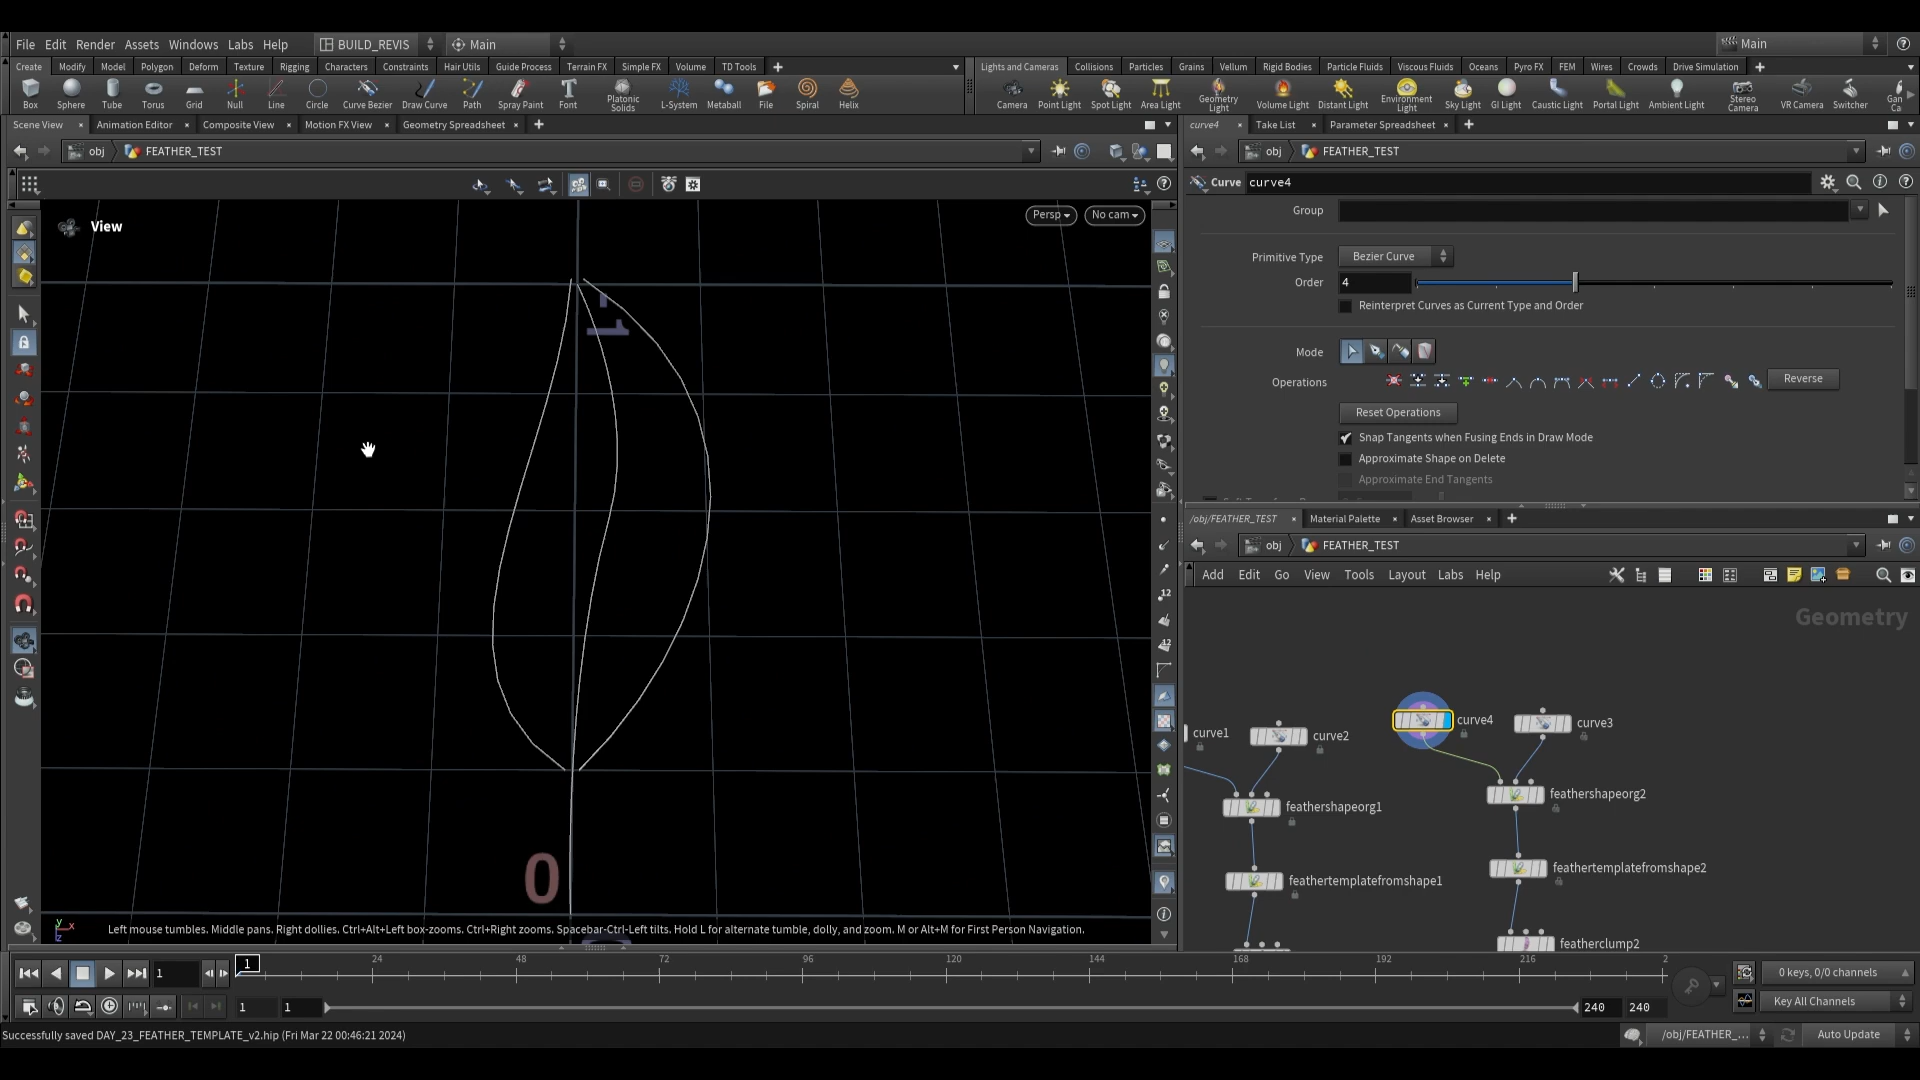 File Edit Render Assets Windows Labs Help BUILD_REVIS Main Main
Create Modify Model Polygon Deform Texture Rigging Characters Constraints Hair Utils Guide Process Terrain FX Simple FX Volume TD Tools Lights and Cameras Collisions Particles Grains Vellum Rigid Bodies Particle Fluids Viscous Fluids Oceans Pyro FX FEM Wires Crowds Drive Simulation
Box Sphere Tube Torus Grid Null Line Circle Curve Bezier Draw Curve Path Spray Paint Font Platonic Solids L-System Metaball File Spiral Helix Camera Point Light Spot Light Area Light Geometry Light Volume Light Distant Light Environment Light Sky Light GI Light Caustic Light Portal Light Ambient Light Stereo Camera VR Camera Switcher Gan Ca
Scene View Animation Editor Composite View Motion FX View Geometry Spreadsheet curve4 Take List Parameter Spreadsheet
obj FEATHER_TEST obj FEATHER_TEST
Curve curve4
View Persp No cam
Group
Primitive Type Bezier Curve
Order 4
Reinterpret Curves as Current Type and Order
Mode
Operations Reverse
Reset Operations
Snap Tangents when Fusing Ends in Draw Mode
Approximate Shape on Delete
Approximate End Tangents
/obj/FEATHER_TEST Material Palette Asset Browser
obj FEATHER_TEST
Add Edit Go View Tools Layout Labs Help
Geometry
curve1 curve2 curve4 curve3
feathershapeorg1 feathershapeorg2
feathertemplatefromshape1 feathertemplatefromshape2
featherclump2
0
-1
12
42
y x z
Left mouse tumbles. Middle pans. Right dollies. Ctrl+Alt+Left box-zooms. Ctrl+Right zooms. Spacebar-Ctrl-Left tilts. Hold L for alternate tumble, dolly, and zoom. M or Alt+M for First Person Navigation.
1 1 24 48 72 96 120 144 168 192 216 2 0 keys, 0/0 channels
1 1 240 240 Key All Channels
Successfully saved DAY_23_FEATHER_TEMPLATE_v2.hip (Fri Mar 22 00:46:21 2024) /obj/FEATHER_... Auto Update